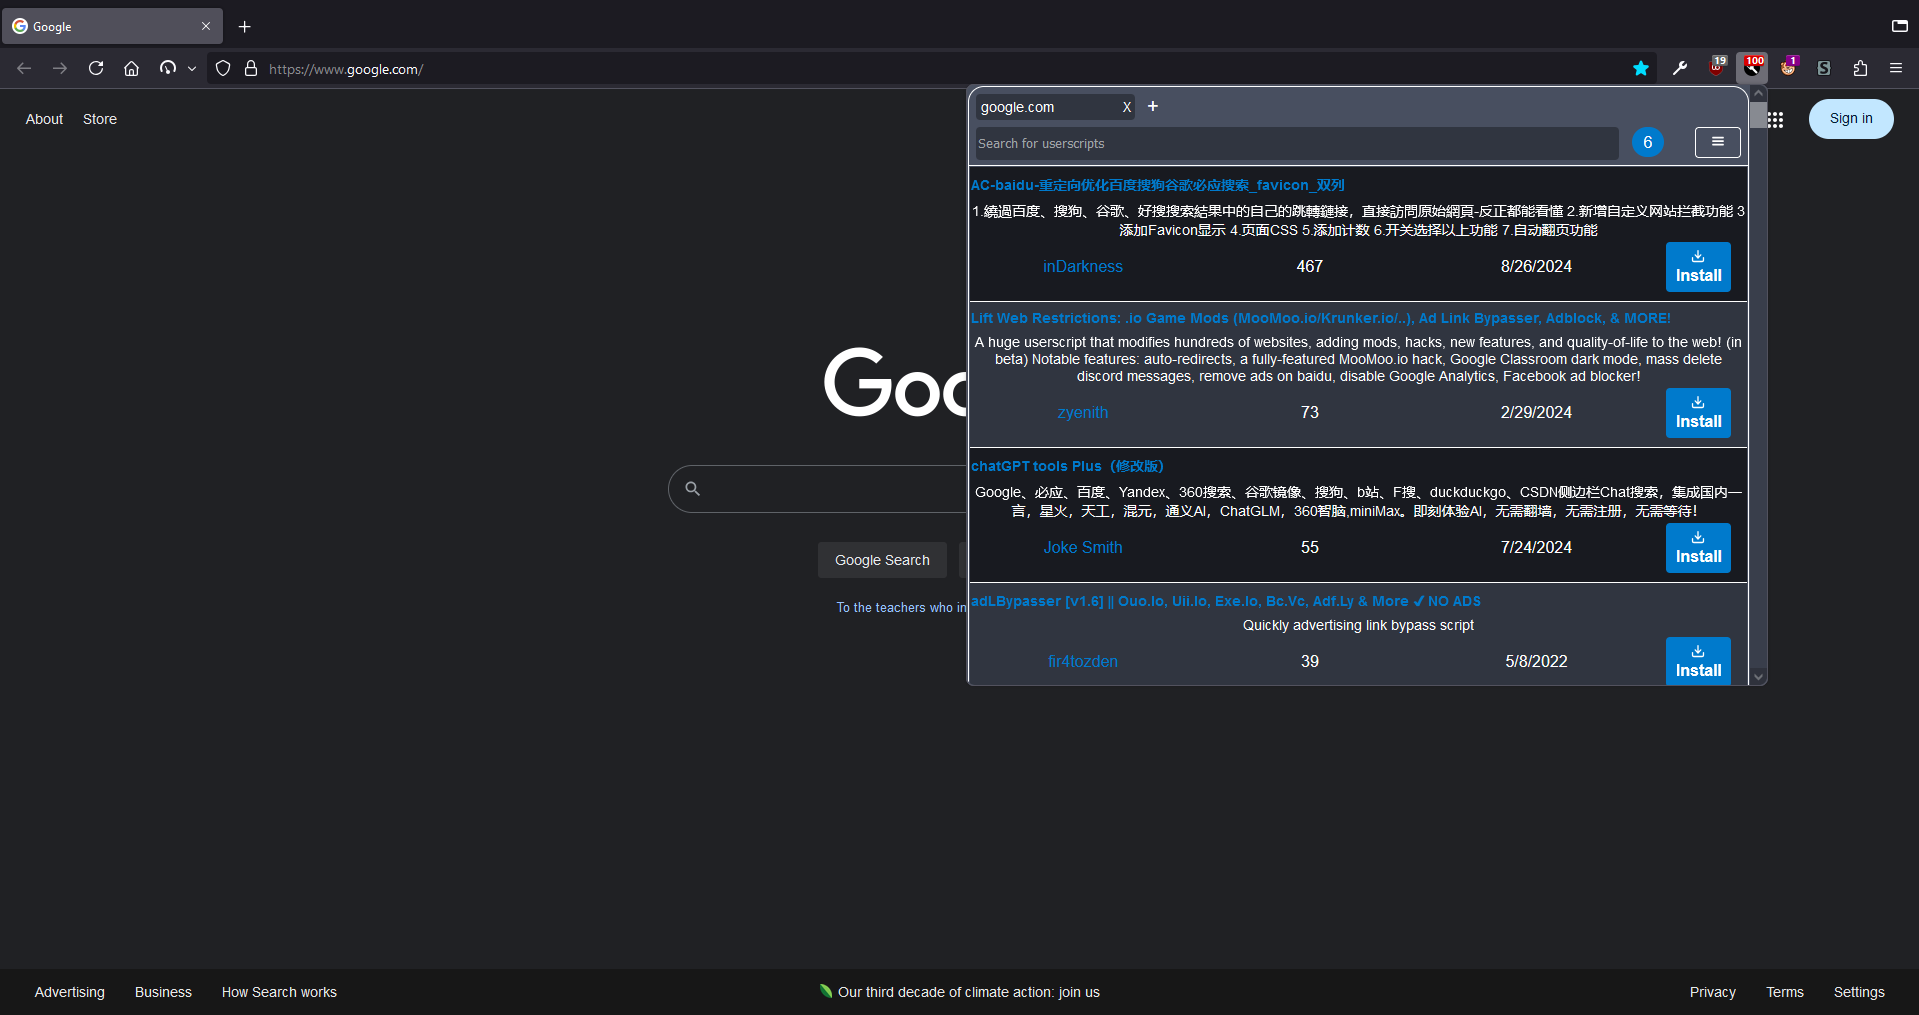 Google
https://www.google.com/
19
100
1
About
Store
Sign in
google.com
X
+
Search for userscripts
6
AC-baidu-重定向优化百度搜狗谷歌必应搜索_favicon_双列
1.繞過百度、搜狗、谷歌、好搜搜索結果中的自己的跳轉鏈接，直接訪問原始網頁-反正都能看懂 2.新增自定义网站拦截功能 3
添加Favicon显示 4.页面CSS 5.添加计数 6.开关选择以上功能 7.自动翻页功能
inDarkness
467
8/26/2024
Install
Lift Web Restrictions: .io Game Mods (MooMoo.io/Krunker.io/..), Ad Link Bypasser, Adblock, & MORE!
A huge userscript that modifies hundreds of websites, adding mods, hacks, new features, and quality-of-life to the web! (in
beta) Notable features: auto-redirects, a fully-featured MooMoo.io hack, Google Classroom dark mode, mass delete
discord messages, remove ads on baidu, disable Google Analytics, Facebook ad blocker!
zyenith
73
2/29/2024
Install
chatGPT tools Plus（修改版）
Google、必应、百度、Yandex、360搜索、谷歌镜像、搜狗、b站、F搜、duckduckgo、CSDN侧边栏Chat搜索，集成国内一
言，星火，天工，混元，通义AI，ChatGLM，360智脑,miniMax。即刻体验AI，无需翻墙，无需注册，无需等待！
Joke Smith
55
7/24/2024
Install
adLBypasser [v1.6] || Ouo.Io, Uii.Io, Exe.Io, Bc.Vc, Adf.Ly & More ✔ NO ADS
Quickly advertising link bypass script
fir4tozden
39
5/8/2022
Install
Goo
Google Search
To the teachers who in
Advertising
Business
How Search works
Our third decade of climate action: join us
Privacy
Terms
Settings